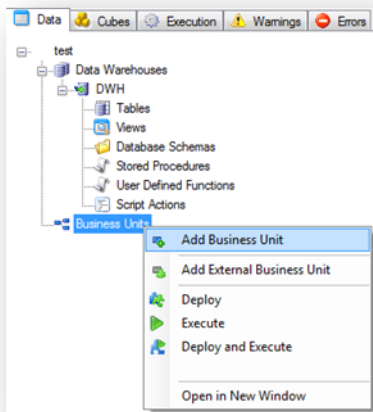 Data Cubes Execution Warnings Errors
test
Data Warehouses
DWH
Tables
Views
Database Schemas
Stored Procedures
User Defined Functions
Script Actions
Business Units
Add Business Unit
Add External Business Unit
Deploy
Execute
Deploy and Execute
Open in New Window